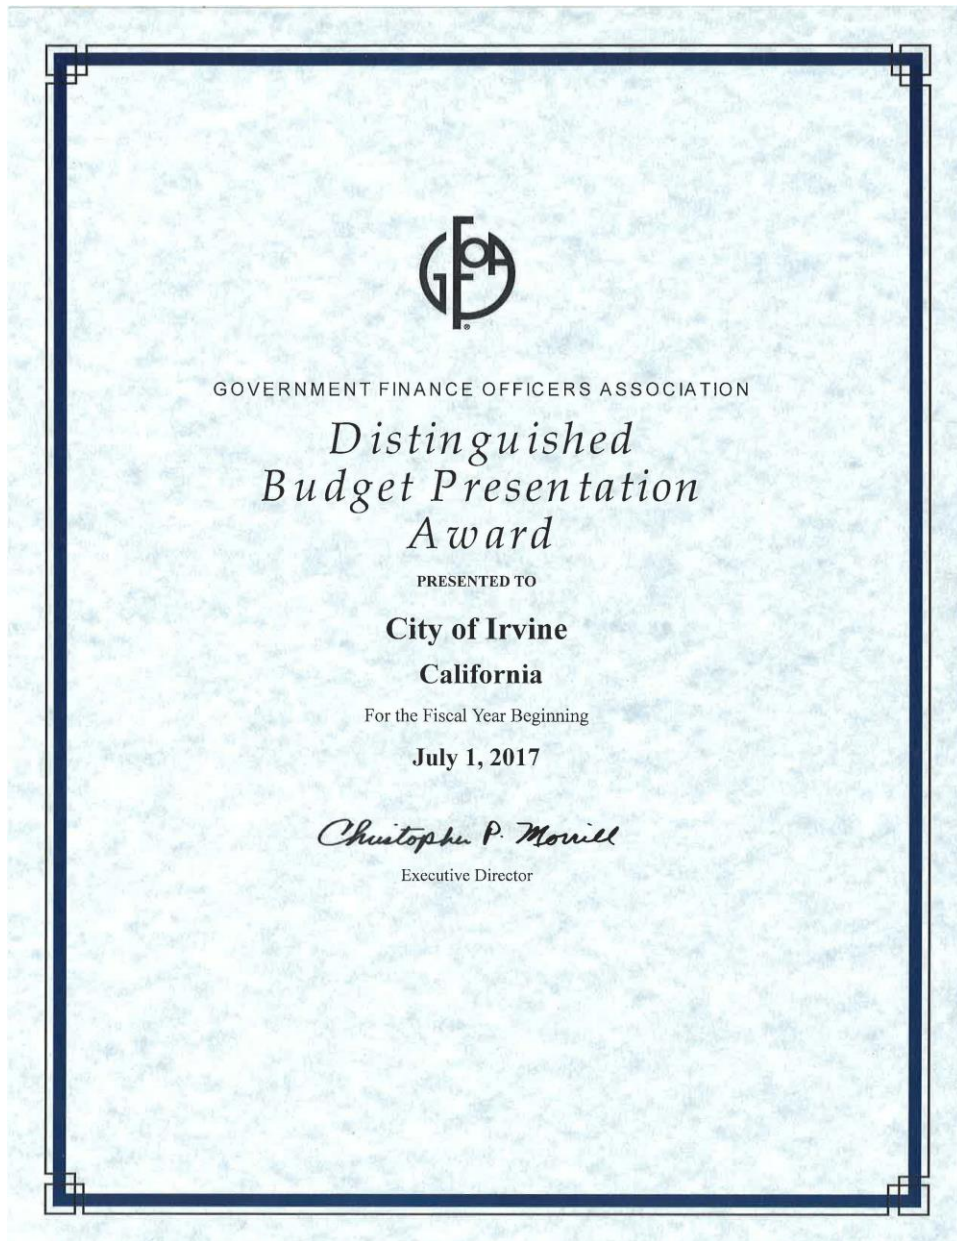 GFOA
GOVERNMENT FINANCE OFFICERS ASSOCIATION
Distinguished
Budget Presentation
Award
PRESENTED TO
City of Irvine
California
For the Fiscal Year Beginning
July 1, 2017
Christopher P. Morrill
Executive Director